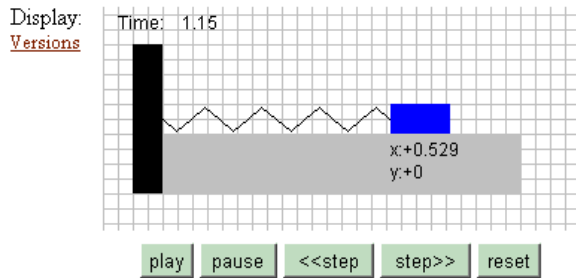 Display:
Versions
Time: 1.15
x:+0.529
y:+0
play pause <<step step>> reset